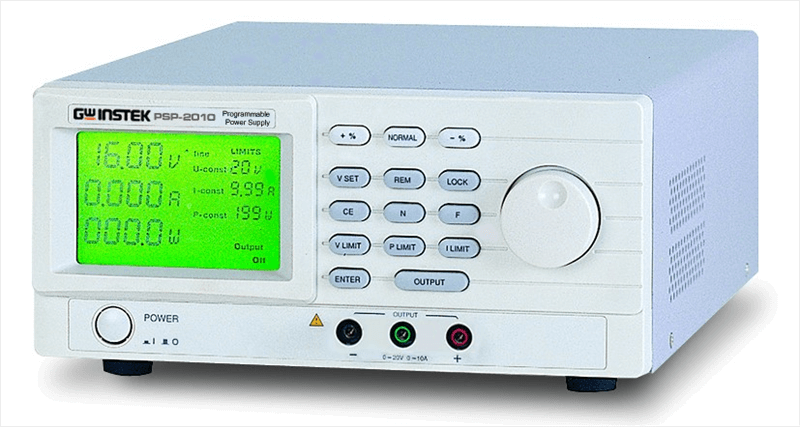 GWINSTEK PSP-2010 Programmable Power Supply
16.00 V fine LIMITS
U-const 20 V
0.000 A I-const 9.99 A
P-const 199 W
000.0 W Output
Off
+ % NORMAL - %
V SET REM LOCK
CE N F
V LIMIT P LIMIT I LIMIT
ENTER OUTPUT
POWER
I O
OUTPUT
- 0~20V 0~10A +